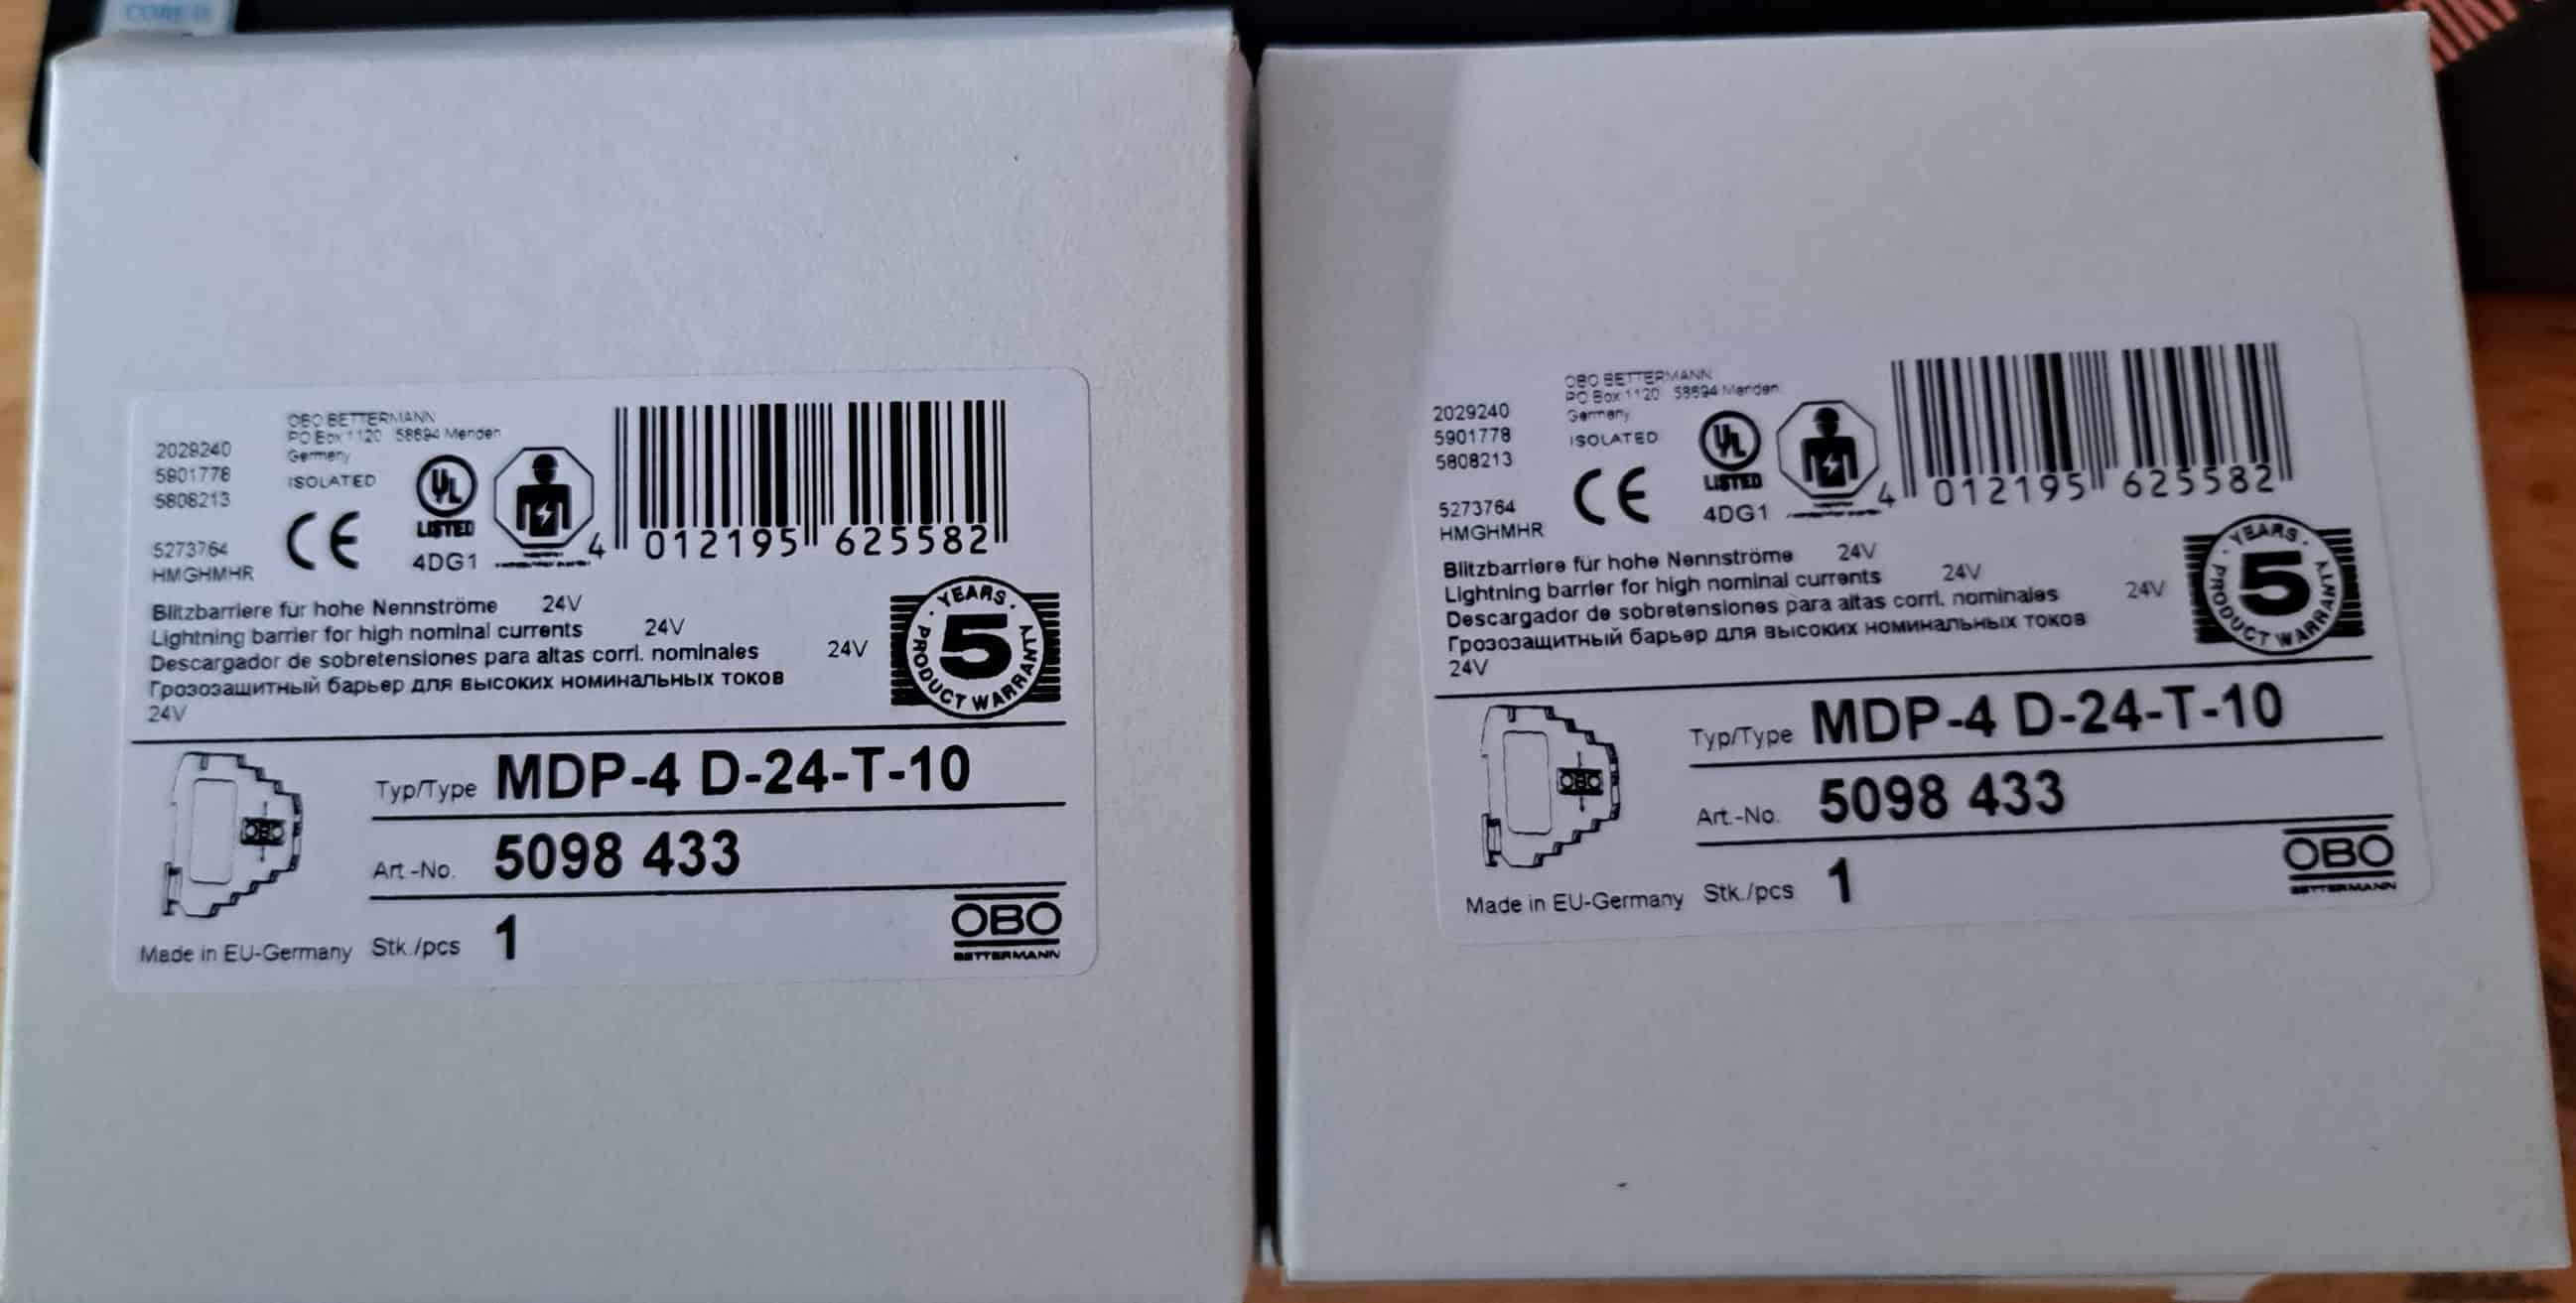 2029240
5901778
5808213
5273764
HMGHMHR
OBO BETTERMANN
PO Box 1120 58694 Menden
Germany
ISOLATED
CE
UL
LISTED
4DG1
4 012195 625582
Blitzbarriere für hohe Nennströme 24V
Lightning barrier for high nominal currents 24V
Descargador de sobretensiones para altas corri. nominales 24V
Грозозащитный барьер для высоких номинальных токов
24V
YEARS
5
PRODUCT WARRANTY
Typ/Type MDP-4 D-24-T-10
OBO
Art.-No. 5098 433
Made in EU-Germany Stk./pcs 1
OBO
BETTERMANN
2029240
5901778
5808213
5273764
HMGHMHR
OBO BETTERMANN
PO Box 1120 58694 Menden
Germany
ISOLATED
CE
UL
LISTED
4DG1
4 012195 625582
Blitzbarriere für hohe Nennströme 24V
Lightning barrier for high nominal currents 24V
Descargador de sobretensiones para altas corri. nominales 24V
Грозозащитный барьер для высоких номинальных токов
24V
YEARS
5
PRODUCT WARRANTY
Typ/Type MDP-4 D-24-T-10
OBO
Art.-No. 5098 433
Made in EU-Germany Stk./pcs 1
OBO
BETTERMANN